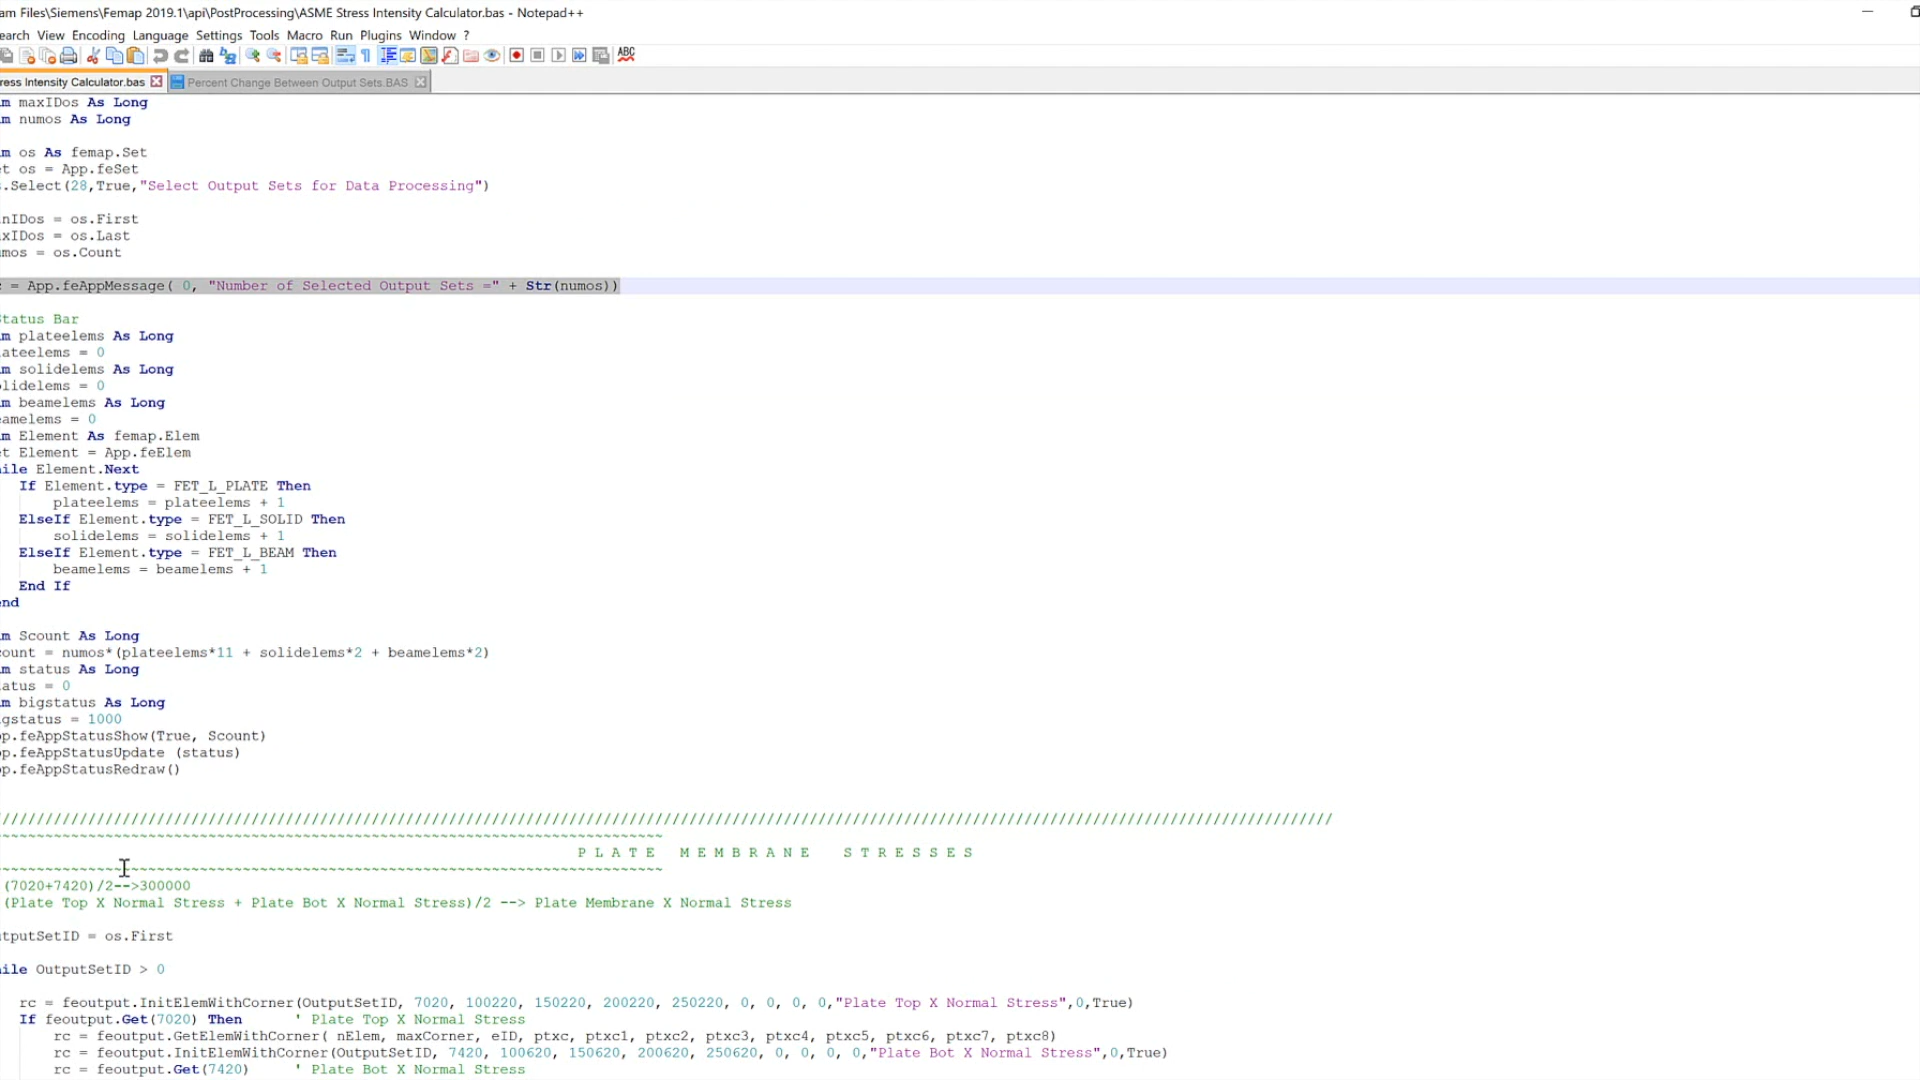 am Files\Siemens\Femap 2019.1\api\PostProcessing\ASME Stress Intensity Calculator.bas - Notepad++
earch View Encoding Language Settings Tools Macro Run Plugins Window ?
ABC
ress Intensity Calculator.bas Percent Change Between Output Sets.BAS
m maxIDos As Long
m numos As Long
m os As femap.Set
t os = App.feSet
.Select(28,True,"Select Output Sets for Data Processing")
nIDos = os.First
xIDos = os.Last
mos = os.Count
c = App.feAppMessage( 0, "Number of Selected Output Sets =" + Str(numos))
Status Bar
m plateelems As Long
ateelems = 0
m solidelems As Long
olidelems = 0
m beamelems As Long
eamelems = 0
m Element As femap.Elem
t Element = App.feElem
ile Element.Next
If Element.type = FET_L_PLATE Then
plateelems = plateelems + 1
ElseIf Element.type = FET_L_SOLID Then
solidelems = solidelems + 1
ElseIf Element.type = FET_L_BEAM Then
beamelems = beamelems + 1
End If
end
m Scount As Long
ount = numos*(plateelems*11 + solidelems*2 + beamelems*2)
m status As Long
atus = 0
m bigstatus As Long
gstatus = 1000
pp.feAppStatusShow(True, Scount)
pp.feAppStatusUpdate (status)
pp.feAppStatusRedraw()
P L A T E   M E M B R A N E   S T R E S S E S
(7020+7420)/2-->300000
(Plate Top X Normal Stress + Plate Bot X Normal Stress)/2 --> Plate Membrane X Normal Stress
utputSetID = os.First
ile OutputSetID > 0
rc = feoutput.InitElemWithCorner(OutputSetID, 7020, 100220, 150220, 200220, 250220, 0, 0, 0, 0,"Plate Top X Normal Stress",0,True)
If feoutput.Get(7020) Then ' Plate Top X Normal Stress
rc = feoutput.GetElemWithCorner( nElem, maxCorner, eID, ptxc, ptxc1, ptxc2, ptxc3, ptxc4, ptxc5, ptxc6, ptxc7, ptxc8)
rc = feoutput.InitElemWithCorner(OutputSetID, 7420, 100620, 150620, 200620, 250620, 0, 0, 0, 0,"Plate Bot X Normal Stress",0,True)
rc = feoutput.Get(7420) ' Plate Bot X Normal Stress